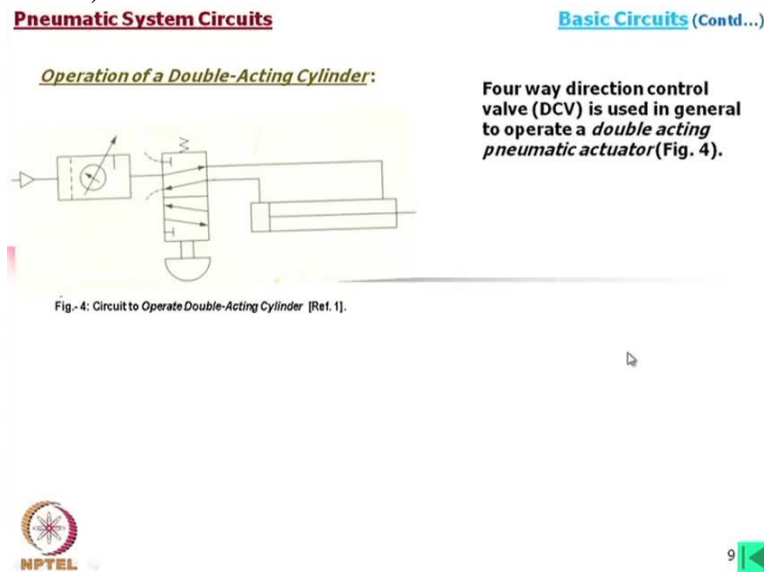 Pneumatic System Circuits
Basic Circuits (Contd...)
Operation of a Double-Acting Cylinder:
Four way direction control
valve (DCV) is used in general
to operate a double acting
pneumatic actuator(Fig. 4).
Fig.- 4: Circuit to Operate Double-Acting Cylinder [Ref. 1].
NPTEL
9